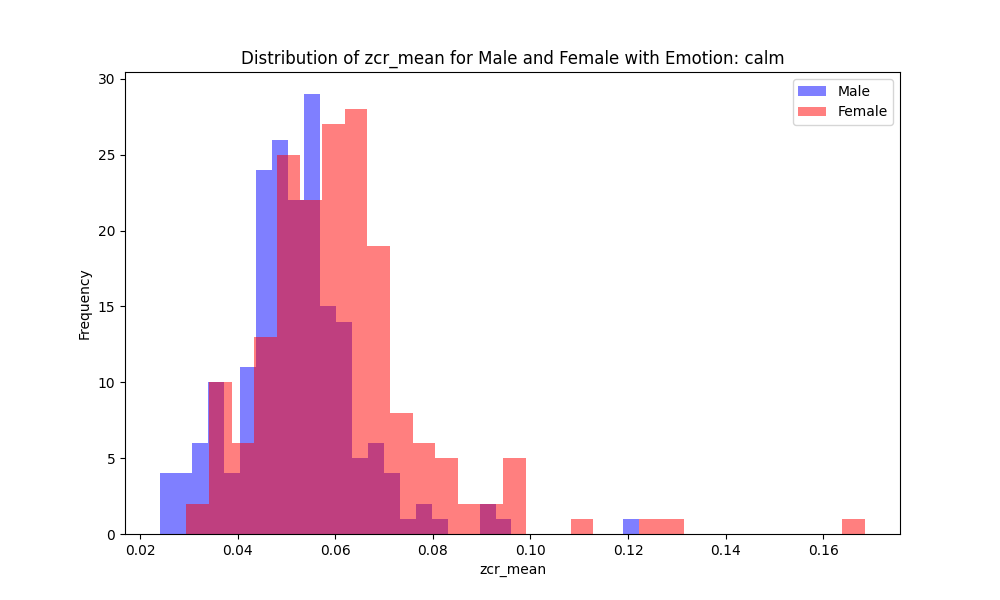 Distribution of zcr_mean for Male and Female with Emotion: calm
Male
Female
Frequency
30
25
20
15
10
5
0
0.02 0.04 0.06 0.08 0.10 0.12 0.14 0.16
zcr_mean